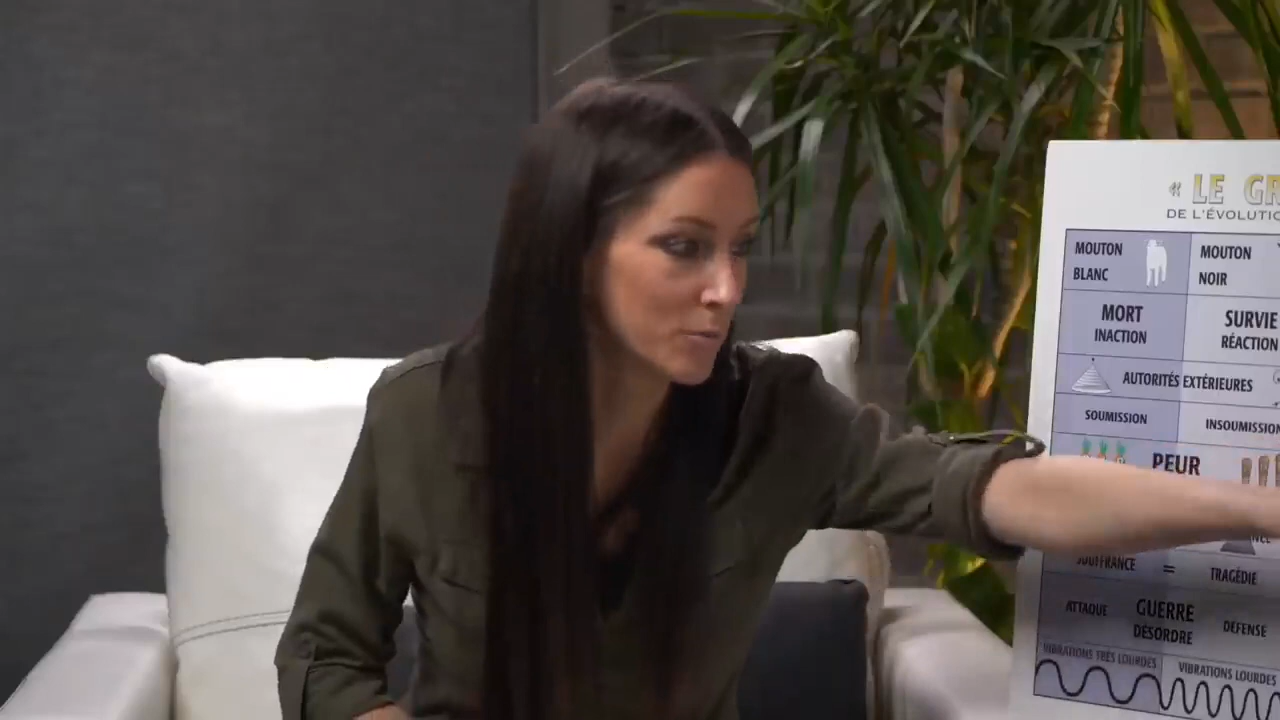 « LE GR
DE L'ÉVOLUTIO
MOUTON
BLANC
MOUTON
NOIR
MORT
INACTION
SURVIE
RÉACTION
AUTORITÉS EXTÉRIEURES
SOUMISSION
INSOUMISSION
PEUR
SOUFFRANCE = TRAGÉDIE
ATTAQUE GUERRE DÉFENSE
DÉSORDRE
VIBRATIONS TRÈS LOURDES
VIBRATIONS LOURDES